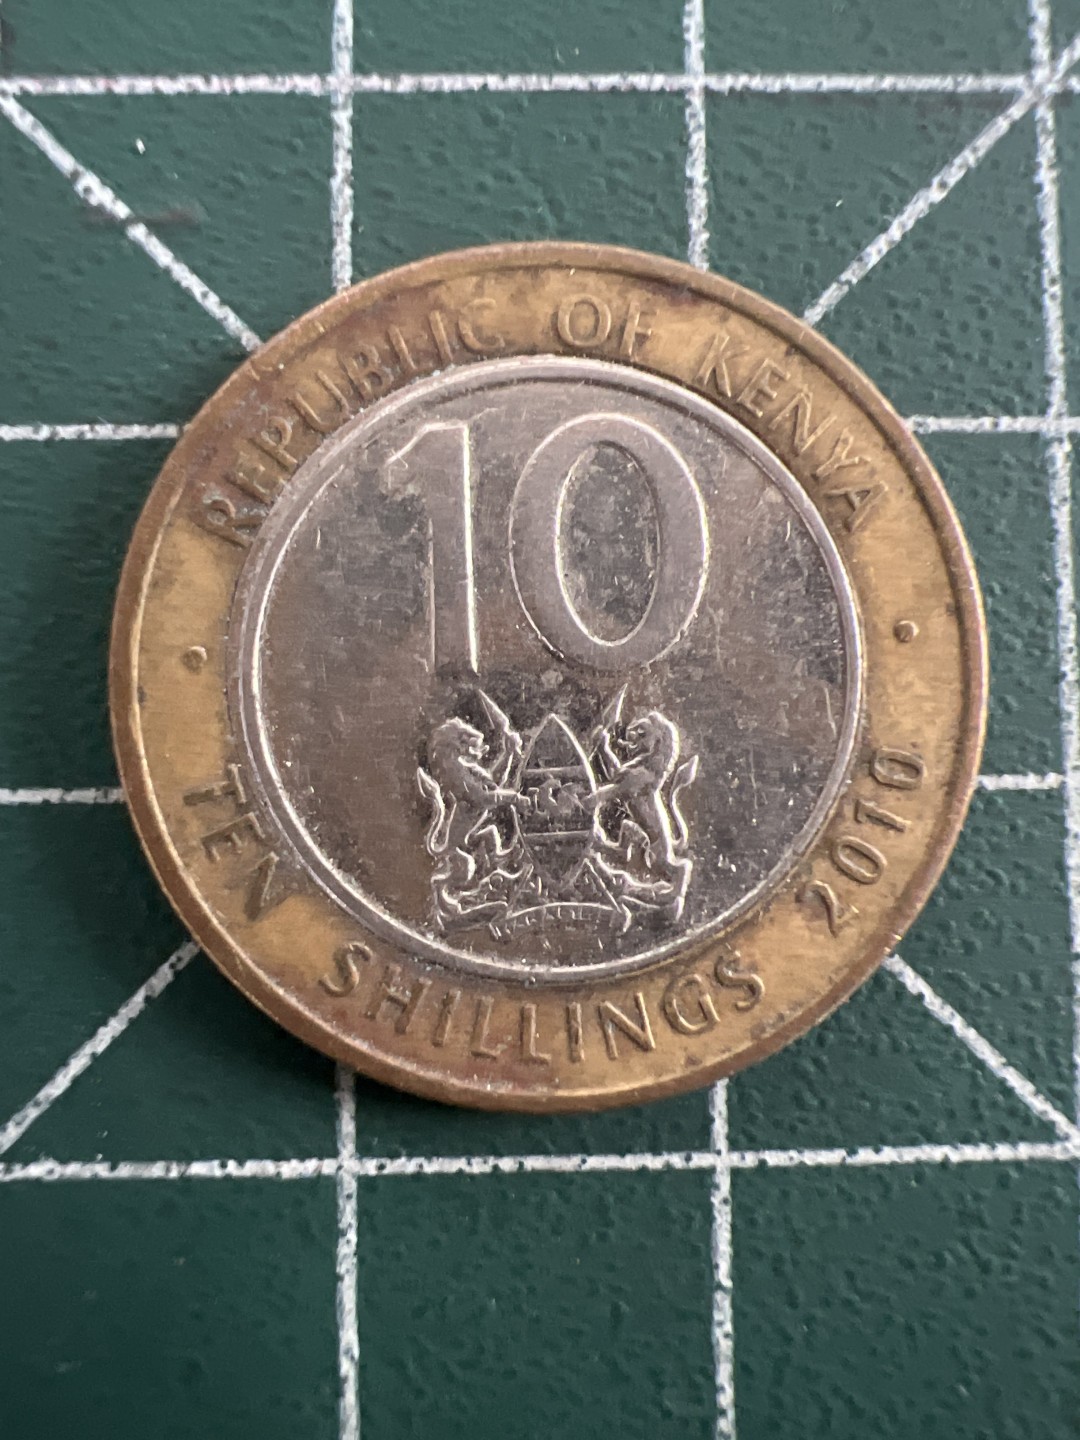 REPUBLIC OF KENYA
10
TEN SHILLINGS 2010